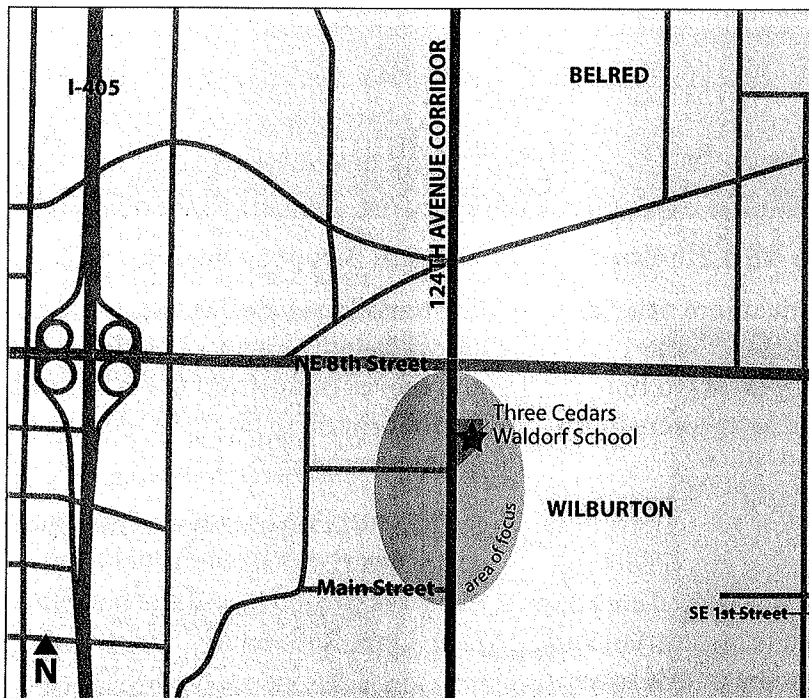 I-405
BELRED
124TH AVENUE CORRIDOR
NE 8th Street
Three Cedars
Waldorf School
WILBURTON
area of focus
Main Street
SE 1st Street
N